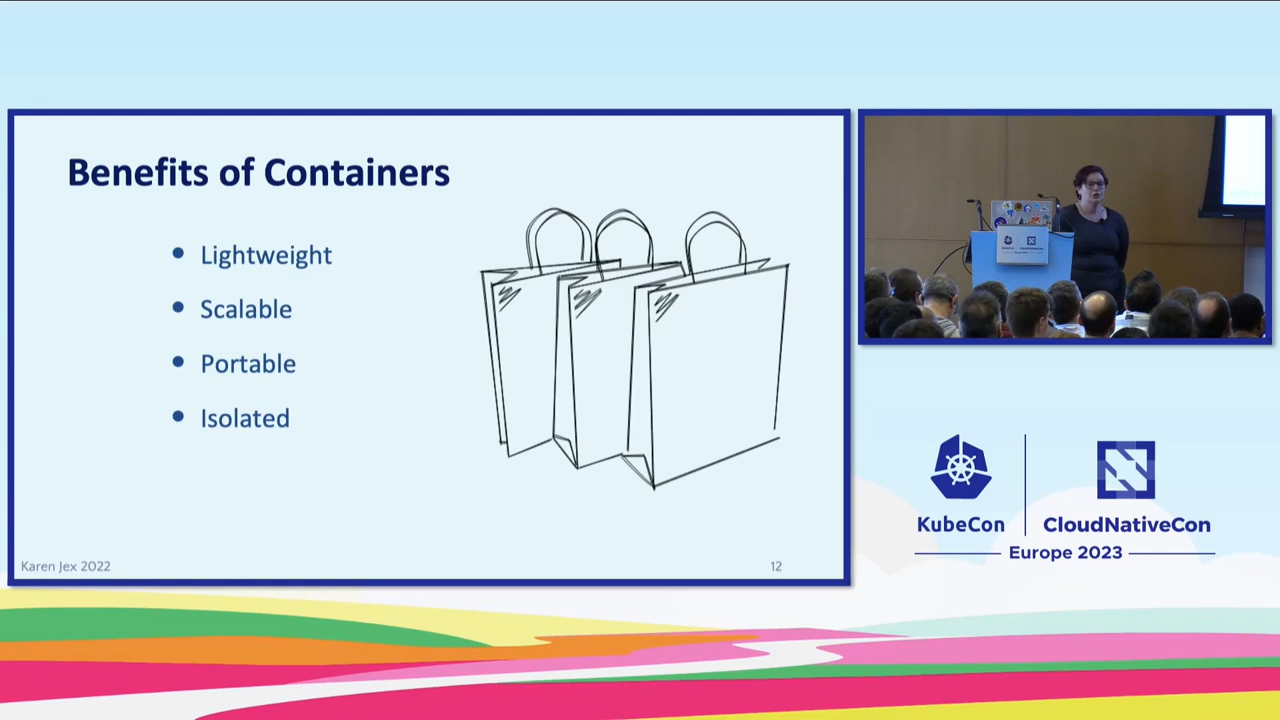 Benefits of Containers
• Lightweight
• Scalable
• Portable
• Isolated
Karen Jex 2022
12
KubeCon
CloudNativeCon
Europe 2023